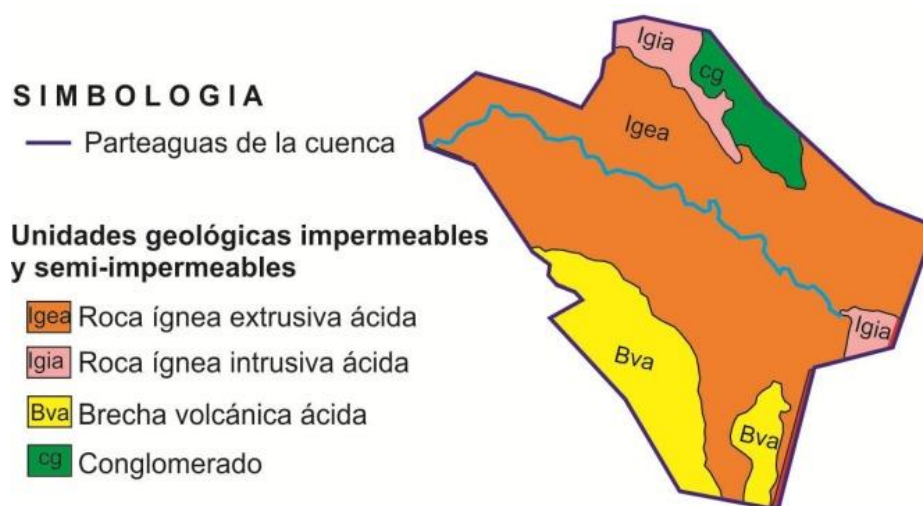 SIMBOLOGIA
Parteaguas de la cuenca
Unidades geológicas impermeables
y semi-impermeables
Igea Roca ígnea extrusiva ácida
Igia Roca ígnea intrusiva ácida
Bva Brecha volcánica ácida
cg Conglomerado
Igia
cg
Igea
Igia
Bva
Bva